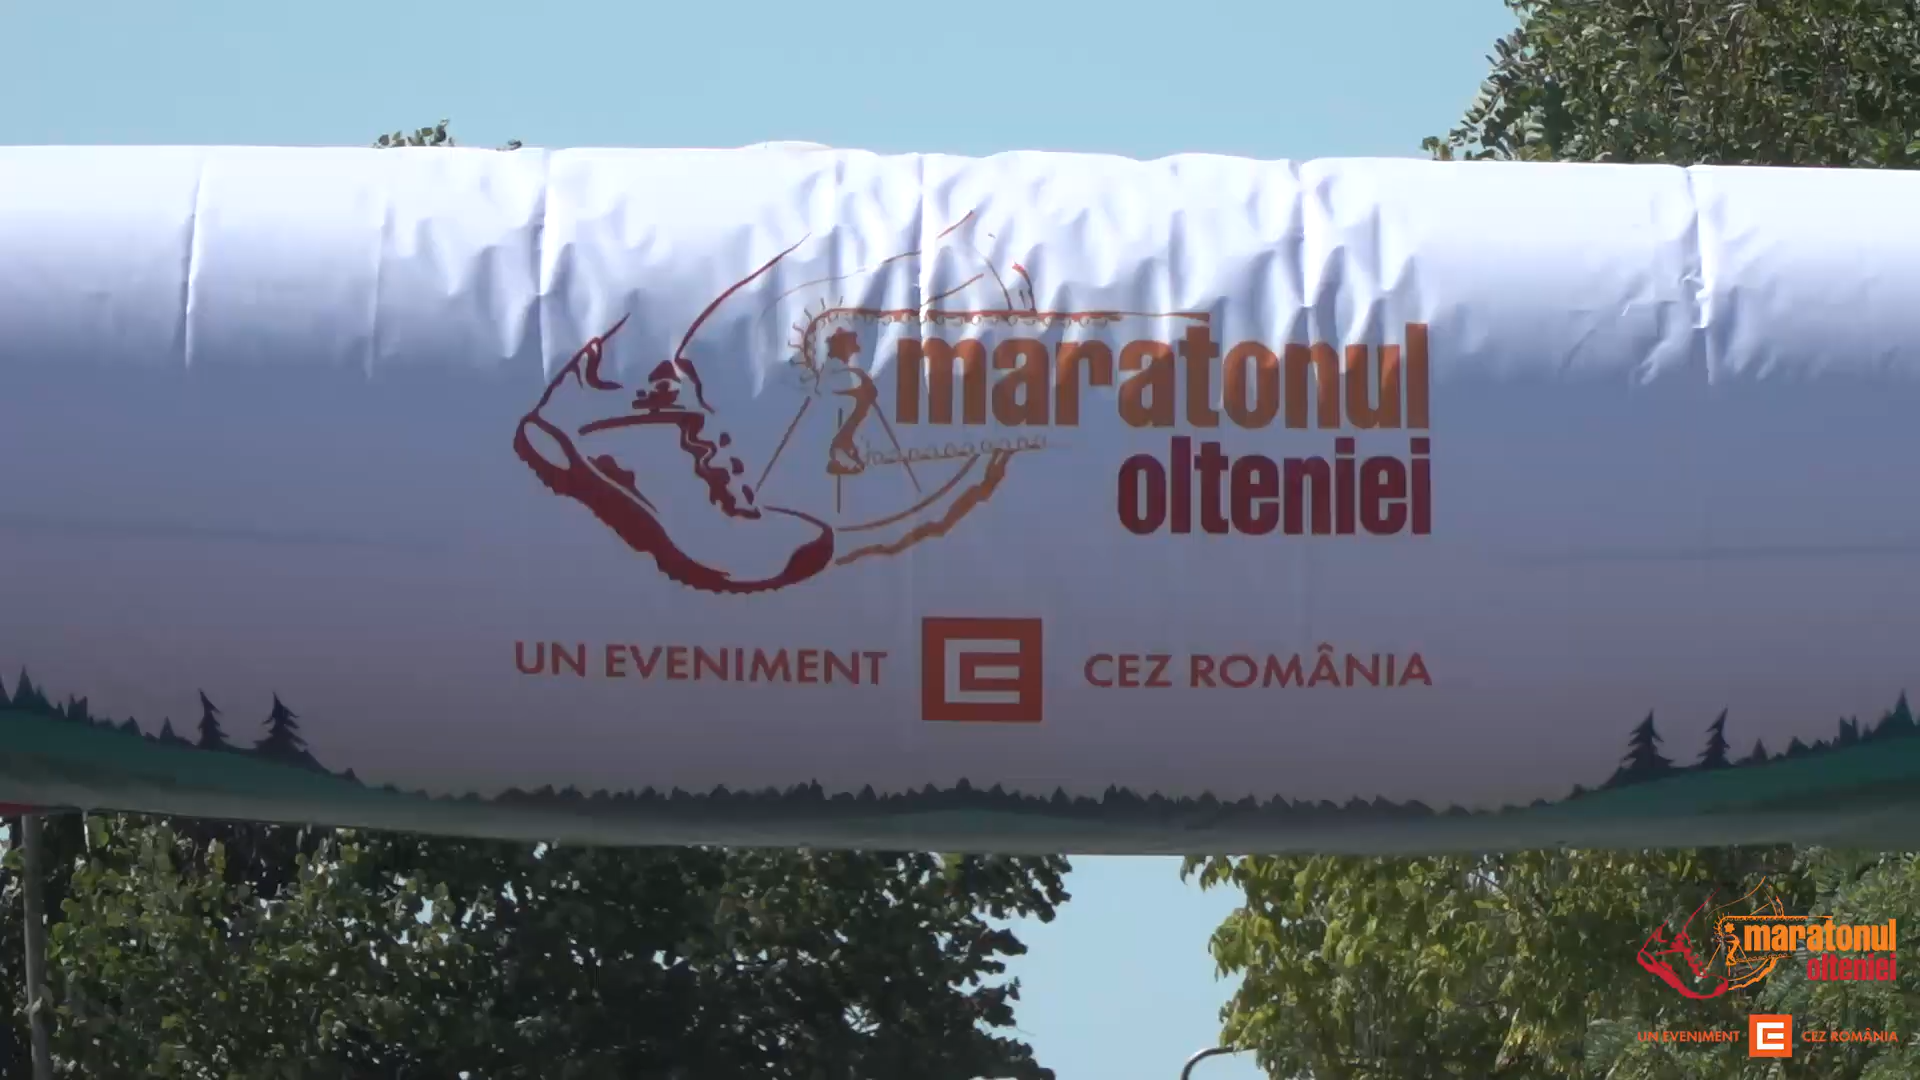 maratonul
olteniei
UN EVENIMENT CEZ ROMÂNIA
maratonul
olteniei
UN EVENIMENT CEZ ROMÂNIA